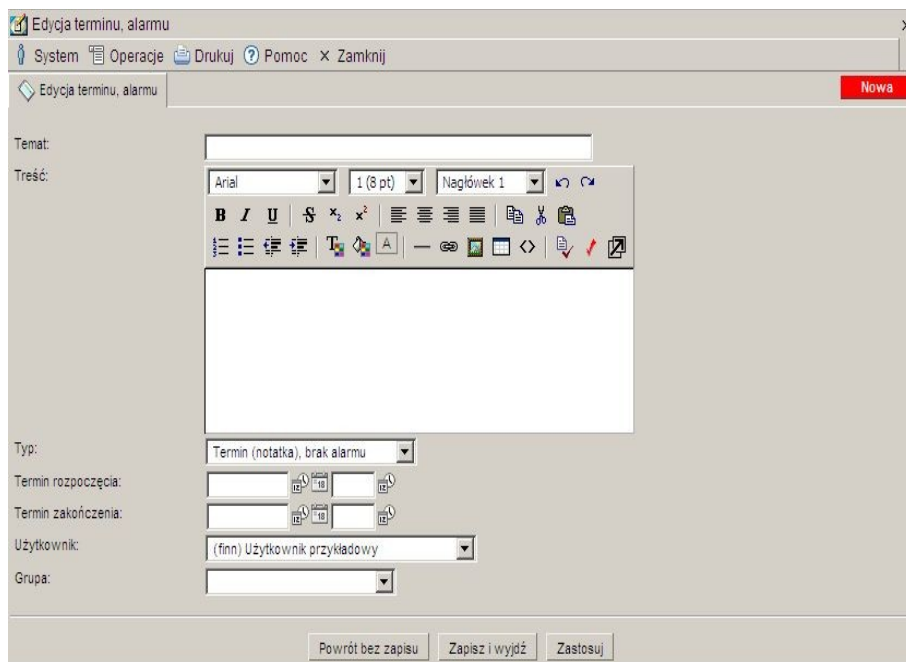 Edycja terminu, alarmu
System Operacje Drukuj Pomoc Zamknij
Edycja terminu, alarmu Nowa
Temat:
Treść:
Arial 1 (8 pt) Nagłówek 1
B I U S x₂ x²
A
Typ: Termin (notatka), brak alarmu
Termin rozpoczęcia:
Termin zakończenia:
Użytkownik: (finn) Użytkownik przykładowy
Grupa:
Powrót bez zapisu Zapisz i wyjdź Zastosuj